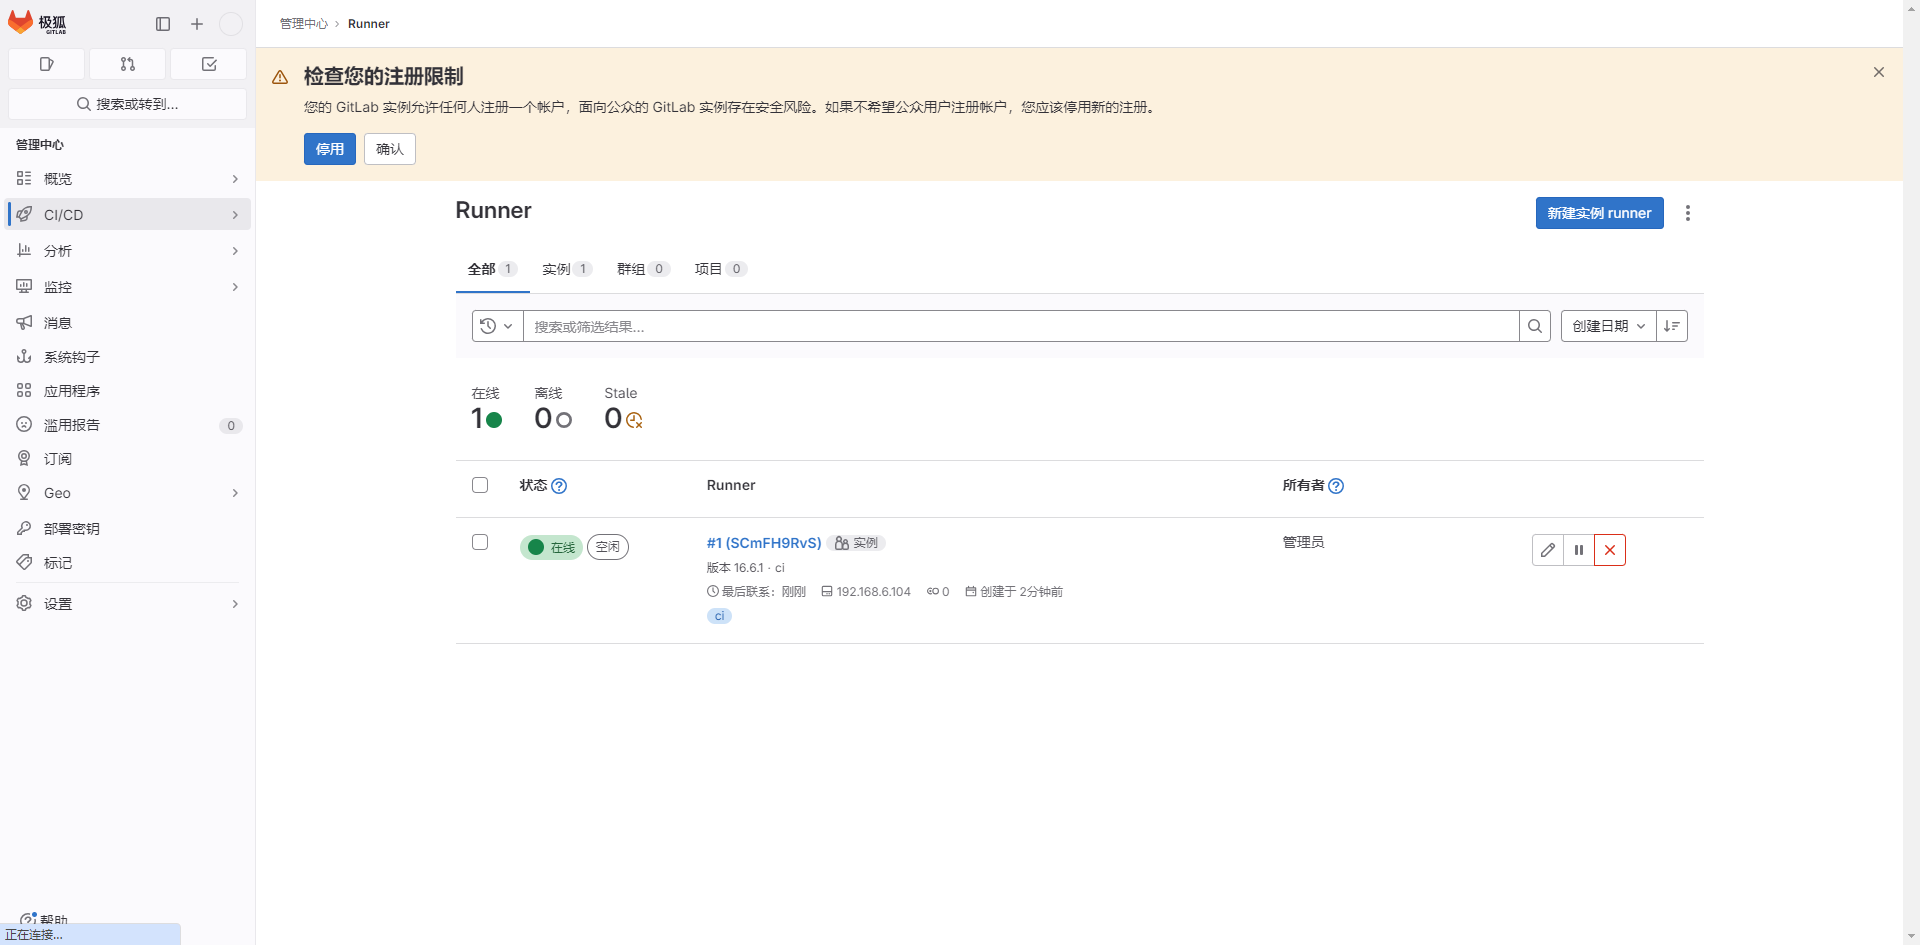 极狐
GITLAB
搜索或转到...
管理中心
概览
CI/CD
分析
监控
消息
系统钩子
应用程序
滥用报告 0
订阅
Geo
部署密钥
标记
设置
帮助
正在连接...
管理中心 › Runner
检查您的注册限制
您的 GitLab 实例允许任何人注册一个帐户，面向公众的 GitLab 实例存在安全风险。如果不希望公众用户注册帐户，您应该停用新的注册。
停用 确认
Runner
新建实例 runner
全部 1 实例 1 群组 0 项目 0
搜索或筛选结果...
创建日期
在线 离线 Stale
1 0 0
状态 Runner 所有者
在线 空闲 #1 (SCmFH9RvS) 实例 管理员
版本 16.6.1 · ci
最后联系：刚刚 192.168.6.104 0 创建于 2分钟前
ci